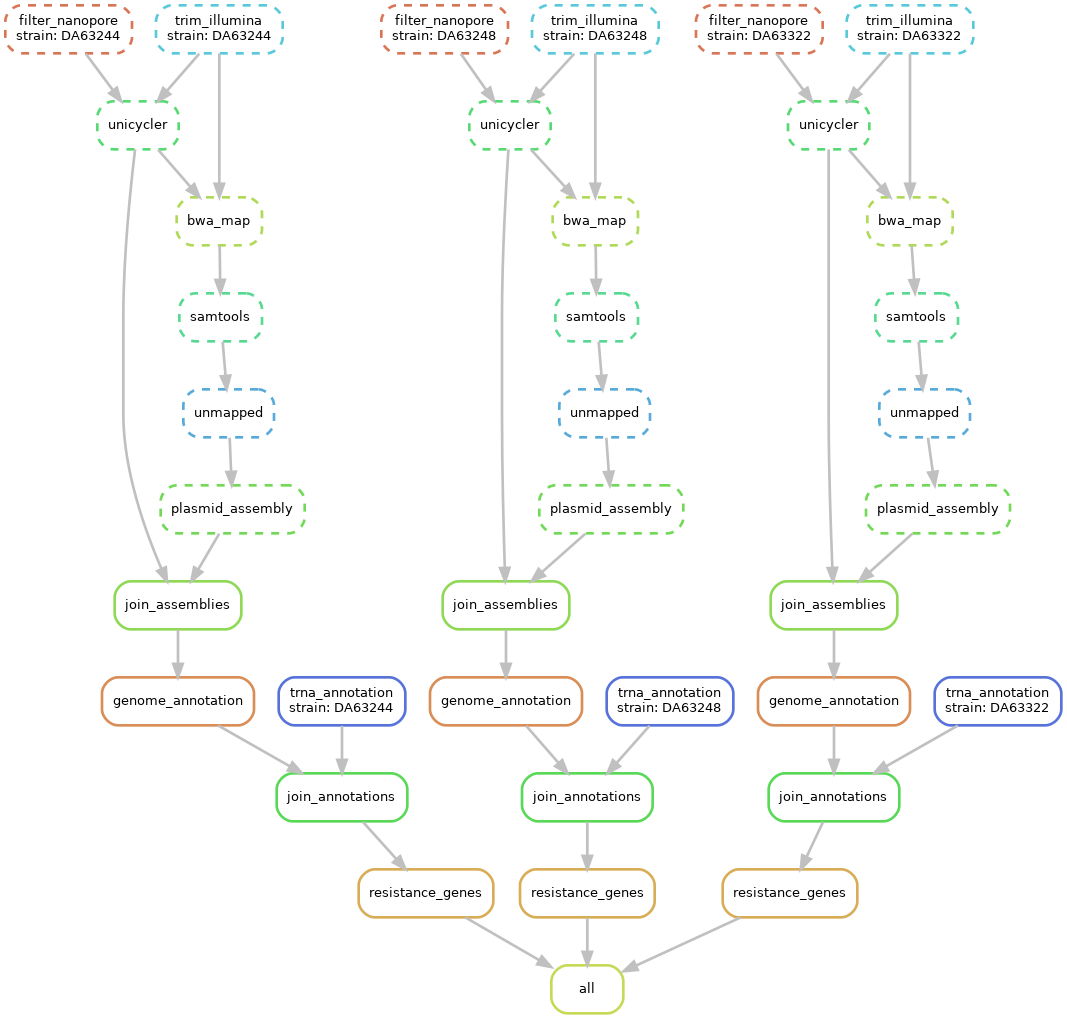 filter_nanopore
strain: DA63244
trim_illumina
strain: DA63244
filter_nanopore
strain: DA63248
trim_illumina
strain: DA63248
filter_nanopore
strain: DA63322
trim_illumina
strain: DA63322
unicycler
unicycler
unicycler
bwa_map
bwa_map
bwa_map
samtools
samtools
samtools
unmapped
unmapped
unmapped
plasmid_assembly
plasmid_assembly
plasmid_assembly
join_assemblies
join_assemblies
join_assemblies
genome_annotation
trna_annotation
strain: DA63244
genome_annotation
trna_annotation
strain: DA63248
genome_annotation
trna_annotation
strain: DA63322
join_annotations
join_annotations
join_annotations
resistance_genes
resistance_genes
resistance_genes
all